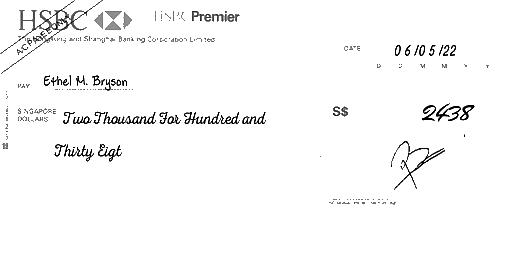 HSBC HSBC Premier
The Hongkong and Shanghai Banking Corporation Limited
A/C PAYEE ONLY
DATE 06/05/22
D D M M Y Y
PAY Ethel M. Bryson
SINGAPORE DOLLARS Two Thousand For Hundred and
S$ 2438
Thirty Eigt